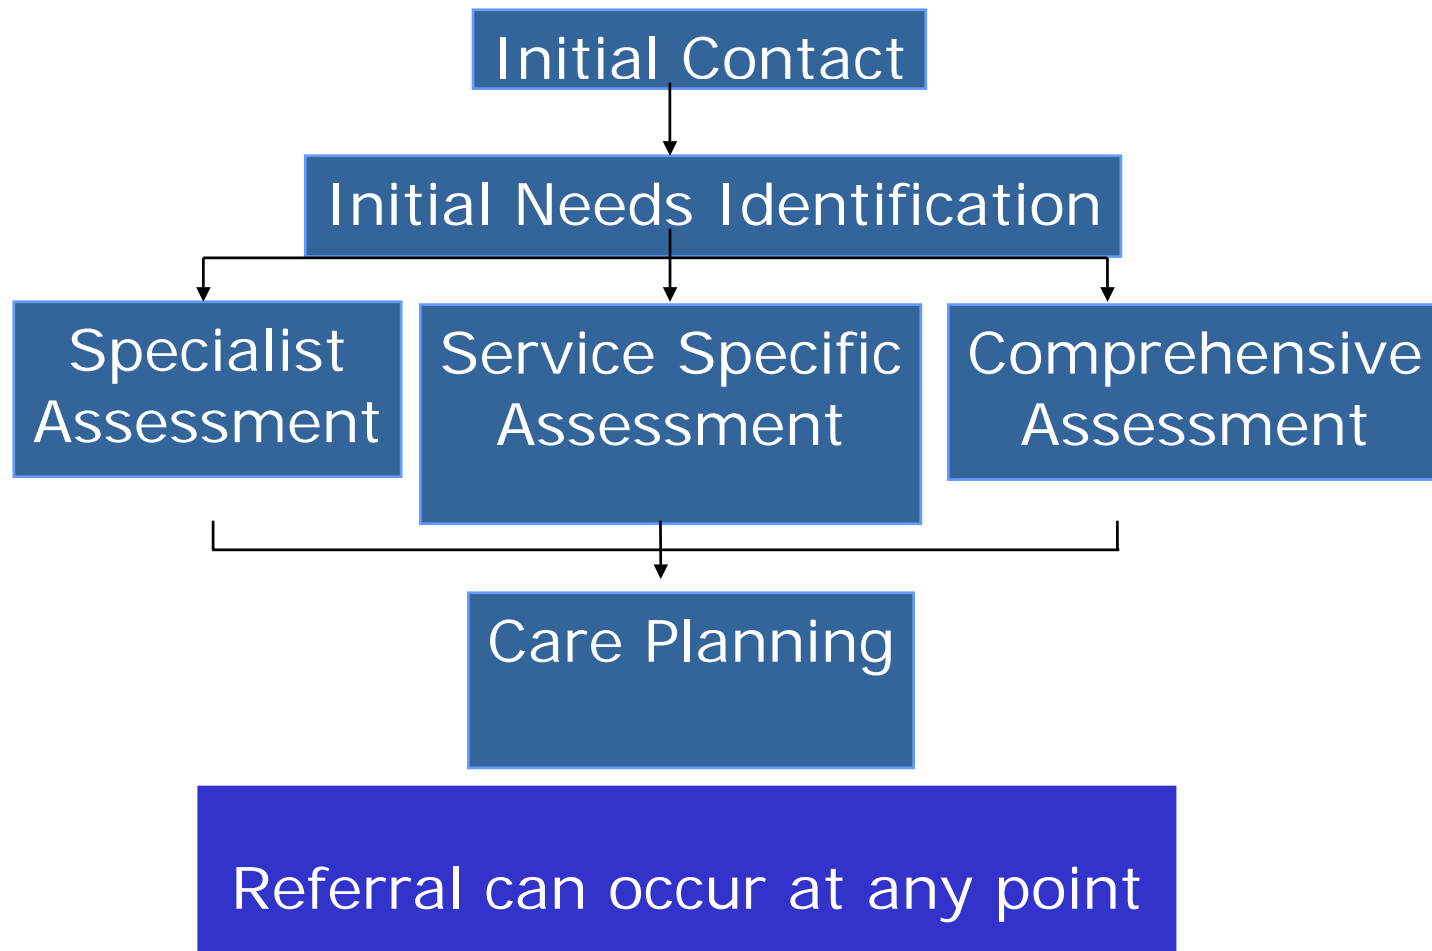 Initial Contact
Initial Needs Identification
Specialist
Assessment
Service Specific
Assessment
Comprehensive
Assessment
Care Planning
Referral can occur at any point